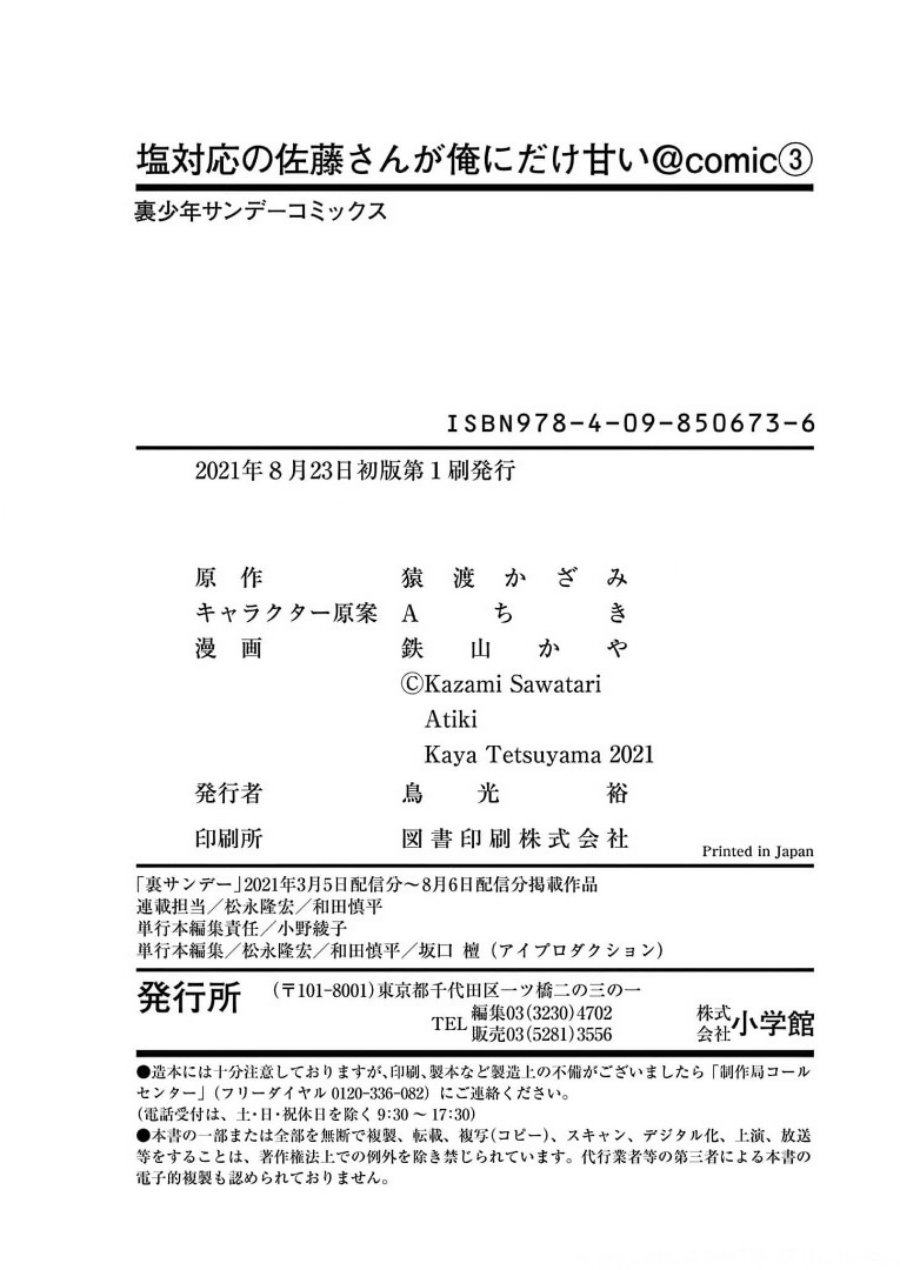 塩対応の佐藤さんが俺にだけ甘い@comic③
裏少年サンデーコミックス
ISBN978-4-09-850673-6
2021年8月23日初版第1刷発行
原 作 猿渡かざみ
キャラクター原案 Aちき
漫 画 鉄山かや
©Kazami Sawatari
Atiki
Kaya Tetsuyama 2021
発行者 鳥光 裕
印刷所 図書印刷株式会社
Printed in Japan
「裏サンデー」2021年3月5日配信分〜8月6日配信分掲載作品
連載担当／松永隆宏／和田慎平
単行本編集責任／小野綾子
単行本編集／松永隆宏／和田慎平／坂口 檀（アイプロダクション）
発行所 （〒101-8001）東京都千代田区一ツ橋二の三の一
TEL 編集03(3230)4702
販売03(5281)3556
株式会社 小学館
●造本には十分注意しておりますが、印刷、製本など製造上の不備がございましたら「制作局コール
センター」（フリーダイヤル 0120-336-082）にご連絡ください。
(電話受付は、土・日・祝休日を除く 9:30 〜 17:30)
●本書の一部または全部を無断で複製、転載、複写(コピー)、スキャン、デジタル化、上演、放送
等をすることは、著作権法上での例外を除き禁じられています。代行業者等の第三者による本書の
電子的複製も認められておりません。